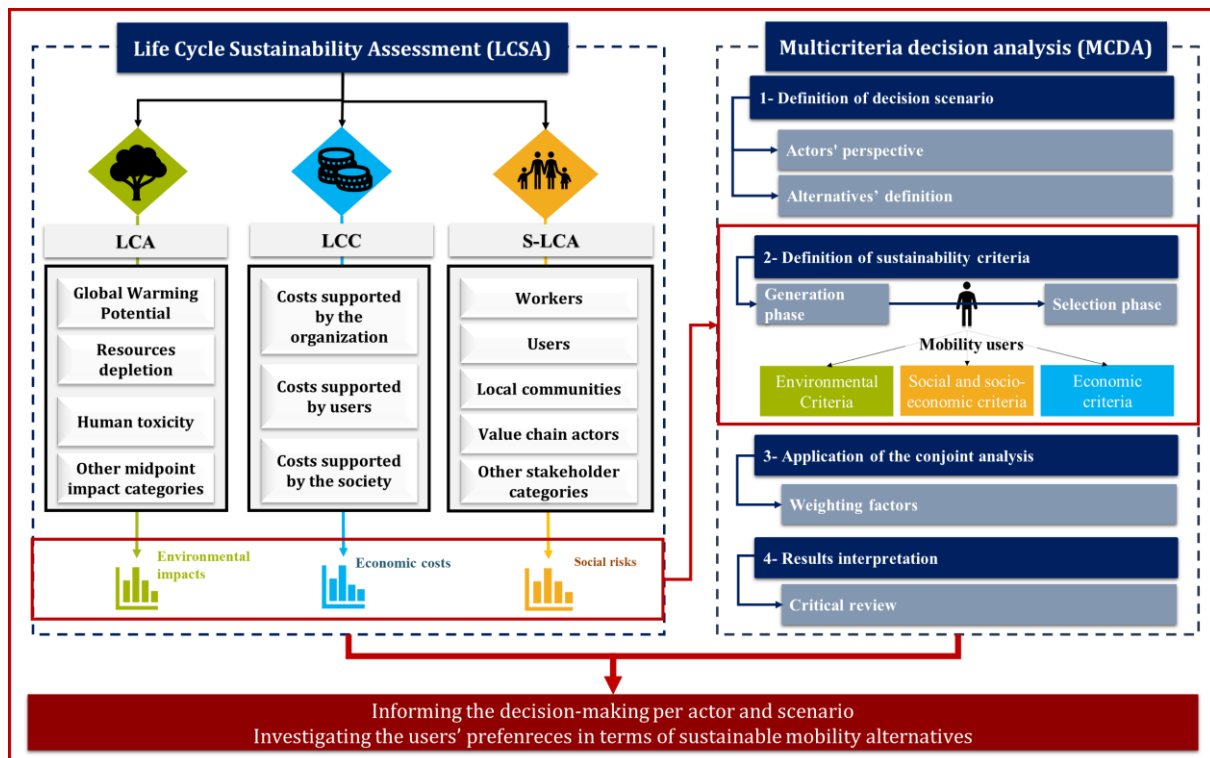 Life Cycle Sustainability Assessment (LCSA)
LCA
Global Warming
Potential
Resources
depletion
Human toxicity
Other midpoint
impact categories
Environmental
impacts
LCC
Costs supported
by the
organization
Costs supported
by users
Costs supported
by the society
Economic costs
S-LCA
Workers
Users
Local communities
Value chain actors
Other stakeholder
categories
Social risks
Multicriteria decision analysis (MCDA)
1- Definition of decision scenario
Actors' perspective
Alternatives’ definition
2- Definition of sustainability criteria
Generation
phase
Selection phase
Mobility users
Environmental
Criteria
Social and socio-
economic criteria
Economic
criteria
3- Application of the conjoint analysis
Weighting factors
4- Results interpretation
Critical review
Informing the decision-making per actor and scenario
Investigating the users’ prefenreces in terms of sustainable mobility alternatives